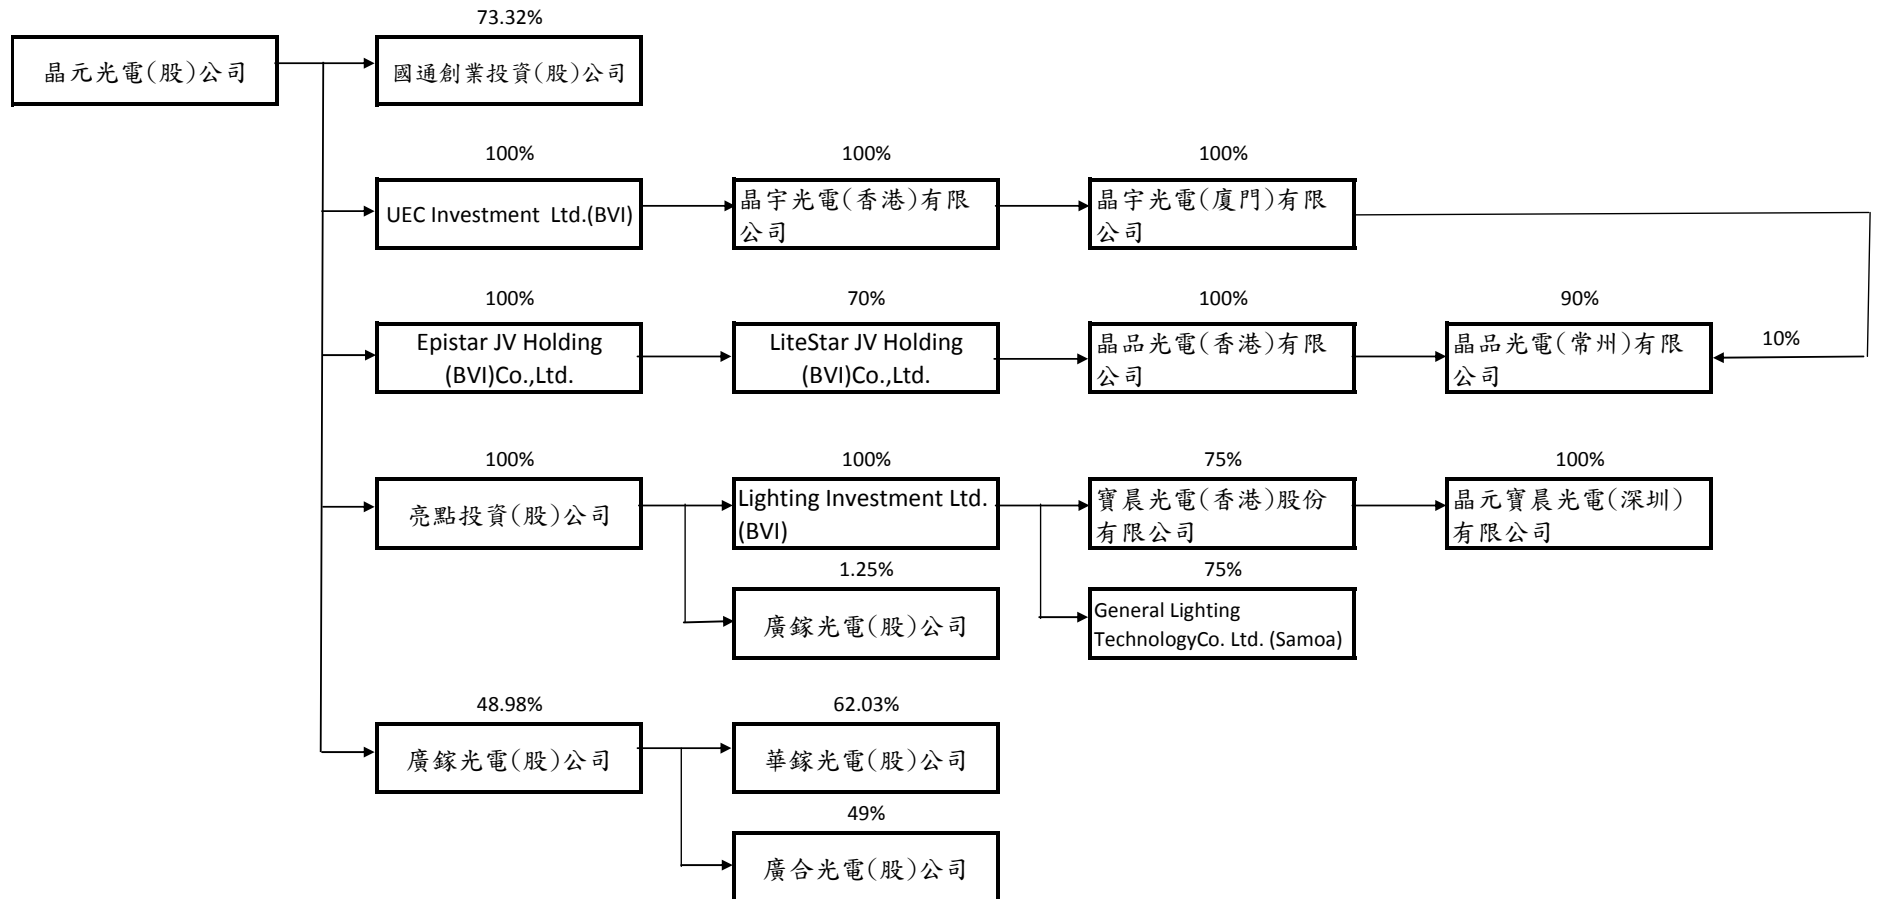 73.32%
晶元光電(股)公司
國通創業投資(股)公司
100%
100%
100%
UEC Investment  Ltd.(BVI)
晶宇光電(香港)有限
公司
晶宇光電(廈門)有限
公司
100%
70%
100%
90%
Epistar JV Holding
(BVI)Co.,Ltd.
LiteStar JV Holding
(BVI)Co.,Ltd.
晶品光電(香港)有限
公司
晶品光電(常州)有限
公司
10%
100%
100%
75%
100%
亮點投資(股)公司
Lighting Investment Ltd.
(BVI)
寶晨光電(香港)股份
有限公司
晶元寶晨光電(深圳)
有限公司
1.25%
75%
廣鎵光電(股)公司
General Lighting
TechnologyCo. Ltd. (Samoa)
48.98%
62.03%
廣鎵光電(股)公司
華鎵光電(股)公司
49%
廣合光電(股)公司